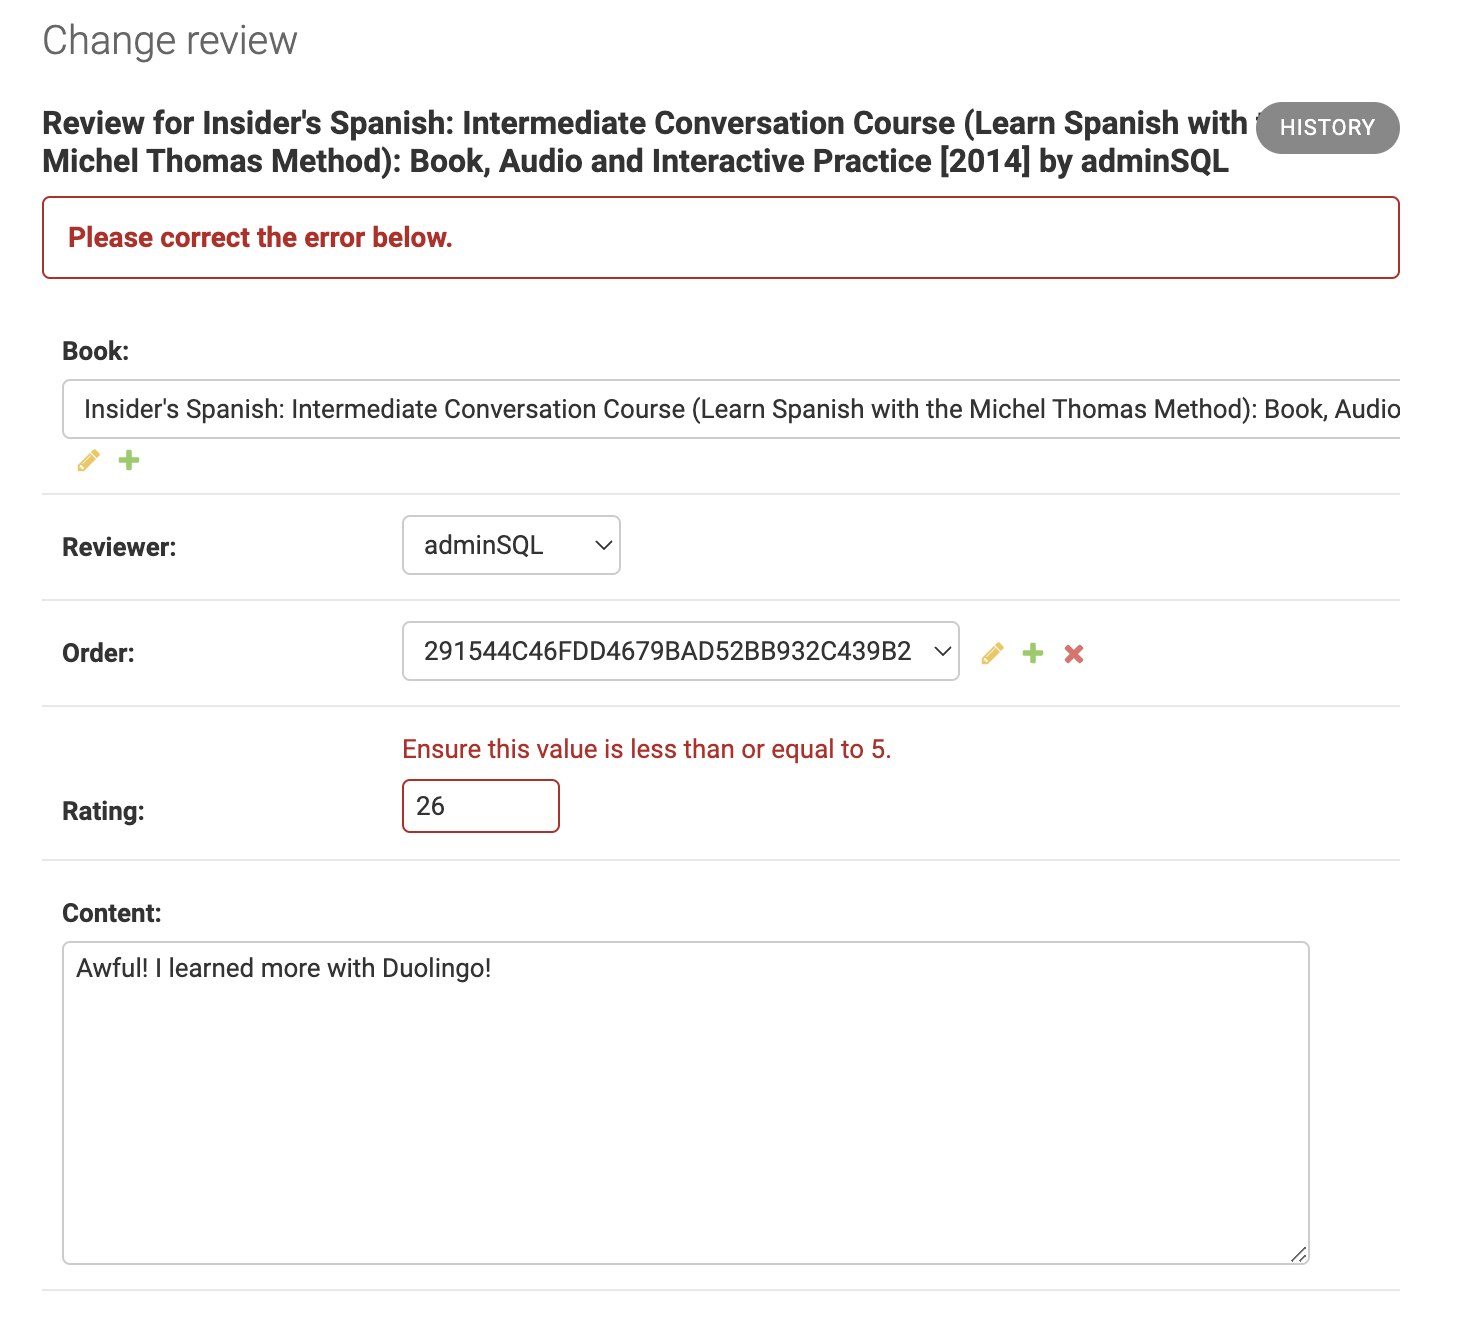 Change review
Review for Insider's Spanish: Intermediate Conversation Course (Learn Spanish with
HISTORY
Michel Thomas Method): Book, Audio and Interactive Practice [2014] by adminSQL
Please correct the error below.
Book:
Insider's Spanish: Intermediate Conversation Course (Learn Spanish with the Michel Thomas Method): Book, Audio
Reviewer:
adminSQL
Order:
291544C46FDD4679BAD52BB932C439B2
Ensure this value is less than or equal to 5.
Rating:
26
Content:
Awful! I learned more with Duolingo!